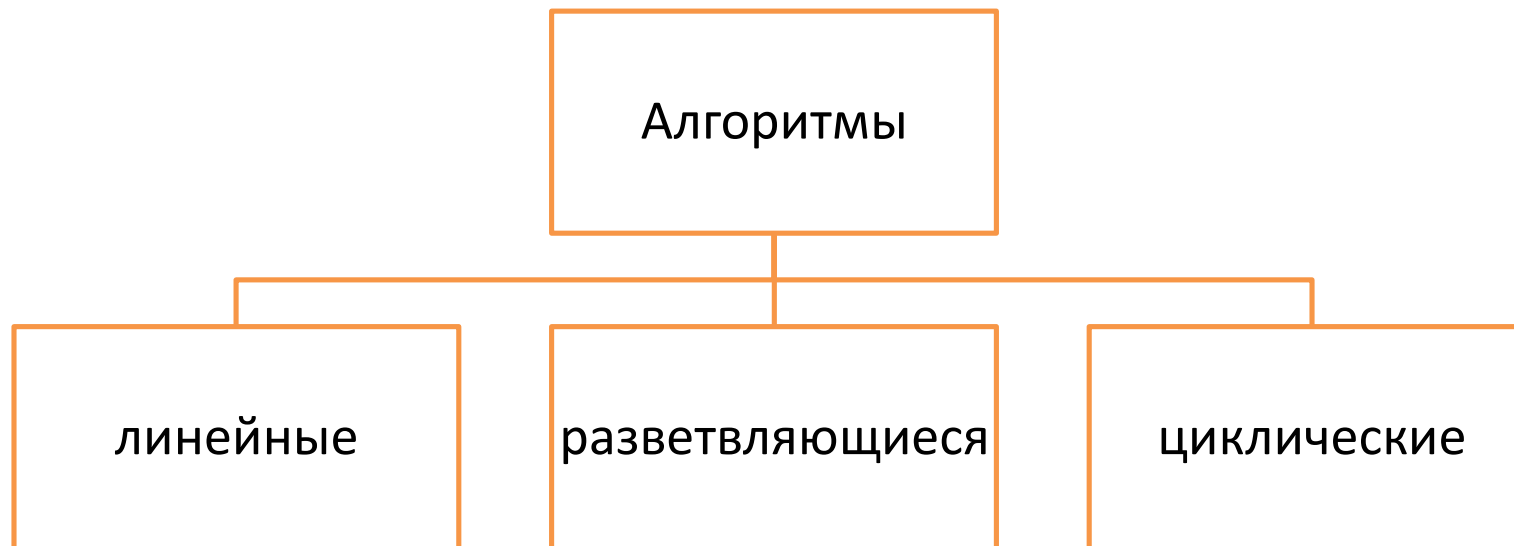 Алгоритмы
линейные
разветвляющиеся
циклические